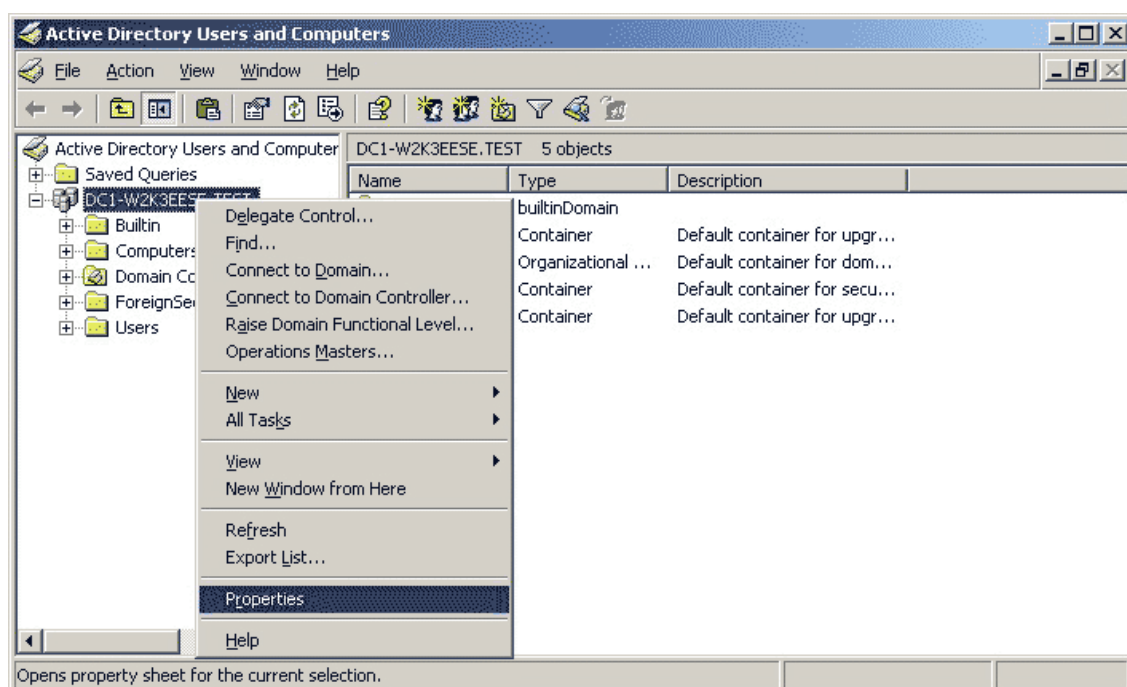 Active Directory Users and Computers
File Action View Window Help
Active Directory Users and Computer
DC1-W2K3EESE.TEST 5 objects
Saved Queries
DC1-W2K3EESE.TEST
Builtin
Computers
Domain Co
ForeignSe
Users
Name Type Description
builtinDomain
Container Default container for upgr...
Organizational ... Default container for dom...
Container Default container for secu...
Container Default container for upgr...
Delegate Control...
Find...
Connect to Domain...
Connect to Domain Controller...
Raise Domain Functional Level...
Operations Masters...
New
All Tasks
View
New Window from Here
Refresh
Export List...
Properties
Help
Opens property sheet for the current selection.